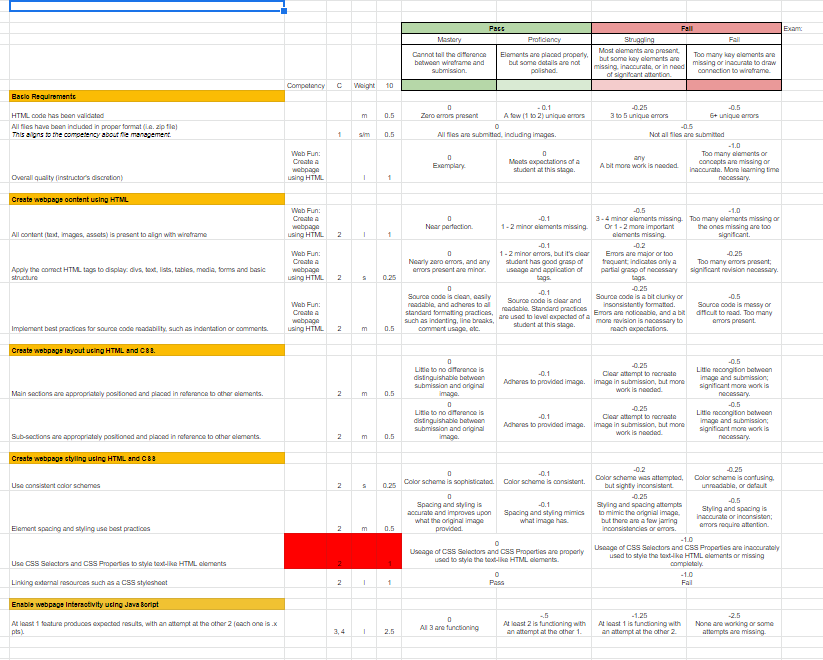 Pass Fail Exam:
Mastery Proficiency Struggling Fail
Cannot tell the difference between wireframe and submission.
Elements are placed properly, but some details are not polished.
Most elements are present, but some key elements are missing, inaccurate, or in need of signifcant attention.
Too many key elements are missing or inacurate to draw connection to wireframe.
Competency C Weight 10
Basic Requirements
HTML code has been validated m 0.5
0 Zero errors present
-0.1 A few (1 to 2) unique errors
-0.25 3 to 5 unique errors
-0.5 6+ unique errors
All files have been included in proper format (i.e. zip file)
This aligns to the competency about file management. 1 s/m 0.5
0 All files are submitted, including images.
-0.5 Not all files are submitted
Overall quality (instructor's discretion)
Web Fun: Create a webpage using HTML l 1
0 Exemplary.
0 Meets expectations of a student at this stage.
any A bit more work is needed.
-1.0 Too many elements or concepts are missing or inaccurate. More learning time necessary.
Create webpage content using HTML
All content (text, images, assets) is present to align with wireframe
Web Fun: Create a webpage using HTML 2 l 1
0 Near perfection.
-0.1 1 - 2 minor elements missing.
-0.5 3 - 4 minor elements missing. Or 1 - 2 more important elements missing.
-1.0 Too many elements missing or the ones missing are too significant.
Apply the correct HTML tags to display: divs, text, lists, tables, media, forms and basic structure
Web Fun: Create a webpage using HTML 2 s 0.25
0 Nearly zero errors, and any errors present are minor.
-0.1 1 - 2 minor errors, but it's clear student has good grasp of useage and application of tags.
-0.2 Errors are major or too frequent; indicates only a partial grasp of necessary tags.
-0.25 Too many errors present; significant revision necessary.
Implement best practices for source code readability, such as indentation or comments.
Web Fun: Create a webpage using HTML 2 m 0.5
0 Source code is clean, easily readable, and adheres to all standard formatting practices, such as indenting, line breaks, comment usage, etc.
-0.1 Source code is clear and readable. Standard practices are used to level expected of a student at this stage.
-0.25 Source code is a bit clunky or insonsistently formatted. Errors are noticeable, and a bit more revision is necessary to reach expectations.
-0.5 Source code is messy or difficult to read. Too many errors present.
Create webpage layout using HTML and CSS.
Main sections are appropriately positioned and placed in reference to other elements. 2 m 0.5
0 Little to no difference is distinguishable between submission and original image.
-0.1 Adheres to provided image.
-0.25 Clear attempt to recreate image in submission, but more work is needed.
-0.5 Little recongition between image and submission; significant more work is necessary.
Sub-sections are appropriately positioned and placed in reference to other elements. 2 m 0.5
0 Little to no difference is distinguishable between submission and original image.
-0.1 Adheres to provided image.
-0.25 Clear attempt to recreate image in submission, but more work is needed.
-0.5 Little recongition between image and submission; significant more work is necessary.
Create webpage styling using HTML and CSS
Use consistent color schemes 2 s 0.25
0 Color scheme is sophisticated.
-0.1 Color scheme is consistent.
-0.2 Color scheme was attempted, but sightly inconsistent.
-0.25 Color scheme is confusing, unreadable, or default
Element spacing and styling use best practices 2 m 0.5
0 Spacing and styling is accurate and improves upon what the original image provided.
-0.1 Spacing and styling mimics what image has.
-0.25 Styling and spacing attempts to mimic the orignial image, but there are a few jarring inconsistencies or errors.
-0.5 Styling and spacing is inaccurate or inconsisten; errors require attention.
Use CSS Selectors and CSS Properties to style text-like HTML elements 2 1
0 Useage of CSS Selectors and CSS Properties are properly used to style the text-like HTML elements.
-1.0 Useage of CSS Selectors and CSS Properties are inaccurately used to style the text-like HTML elements or missing completely.
Linking external resources such as a CSS stylesheet 2 l 1
0 Pass
-1.0 Fail
Enable webpage interactivity using JavaScript
At least 1 feature produces expected results, with an attempt at the other 2 (each one is .x pts). 3, 4 l 2.5
0 All 3 are functioning
-.5 At least 2 is functioning with an attempt at the other 1.
-1.25 At least 1 is functioning with an attempt at the other 2.
-2.5 None are working or some attempts are missing.